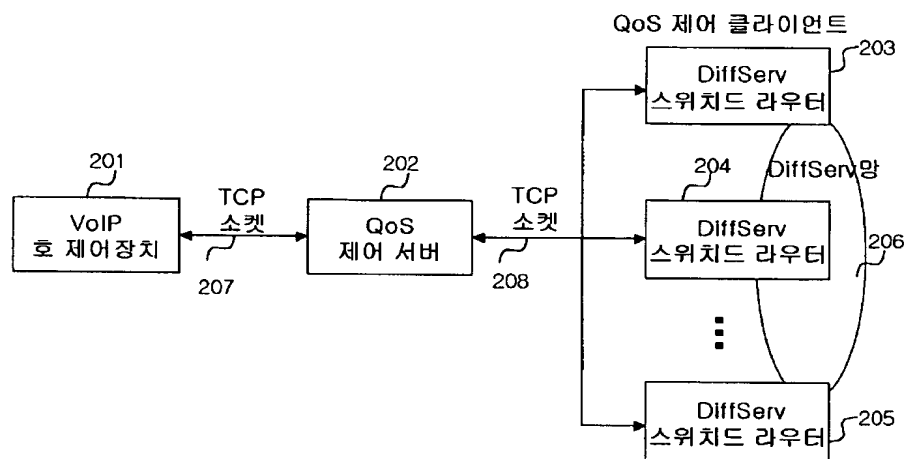 QoS 제어 클라이언트
203
DiffServ
스위치드 라우터
201
202
204
DiffServ망
VoIP
호 제어장치
TCP
소켓
207
QoS
제어 서버
TCP
소켓
208
DiffServ
스위치드 라우터
206
DiffServ
스위치드 라우터
205